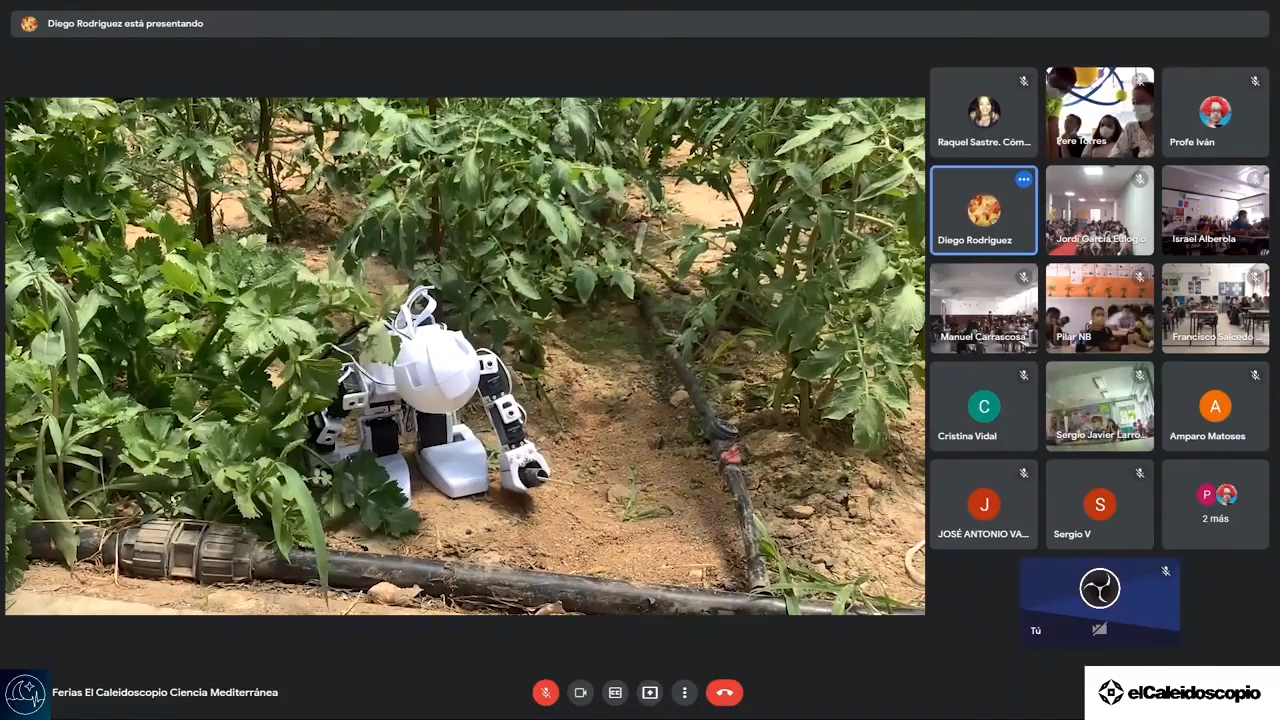 Diego Rodriguez está presentando
Raquel Sastre. Cóm...
Pere Torres
Profe Iván
Diego Rodriguez
Jordi García Eulogio
Israel Alberola
Manuel Carrascosa
Pilar NB
Francisco Salcedo
C
Cristina Vidal
Sergio Javier Larro...
A
Amparo Matoses
J
JOSÉ ANTONIO VA...
S
Sergio V
P
2 más
Tú
Ferias El Caleidoscopio Ciencia Mediterránea
elCaleidoscopio